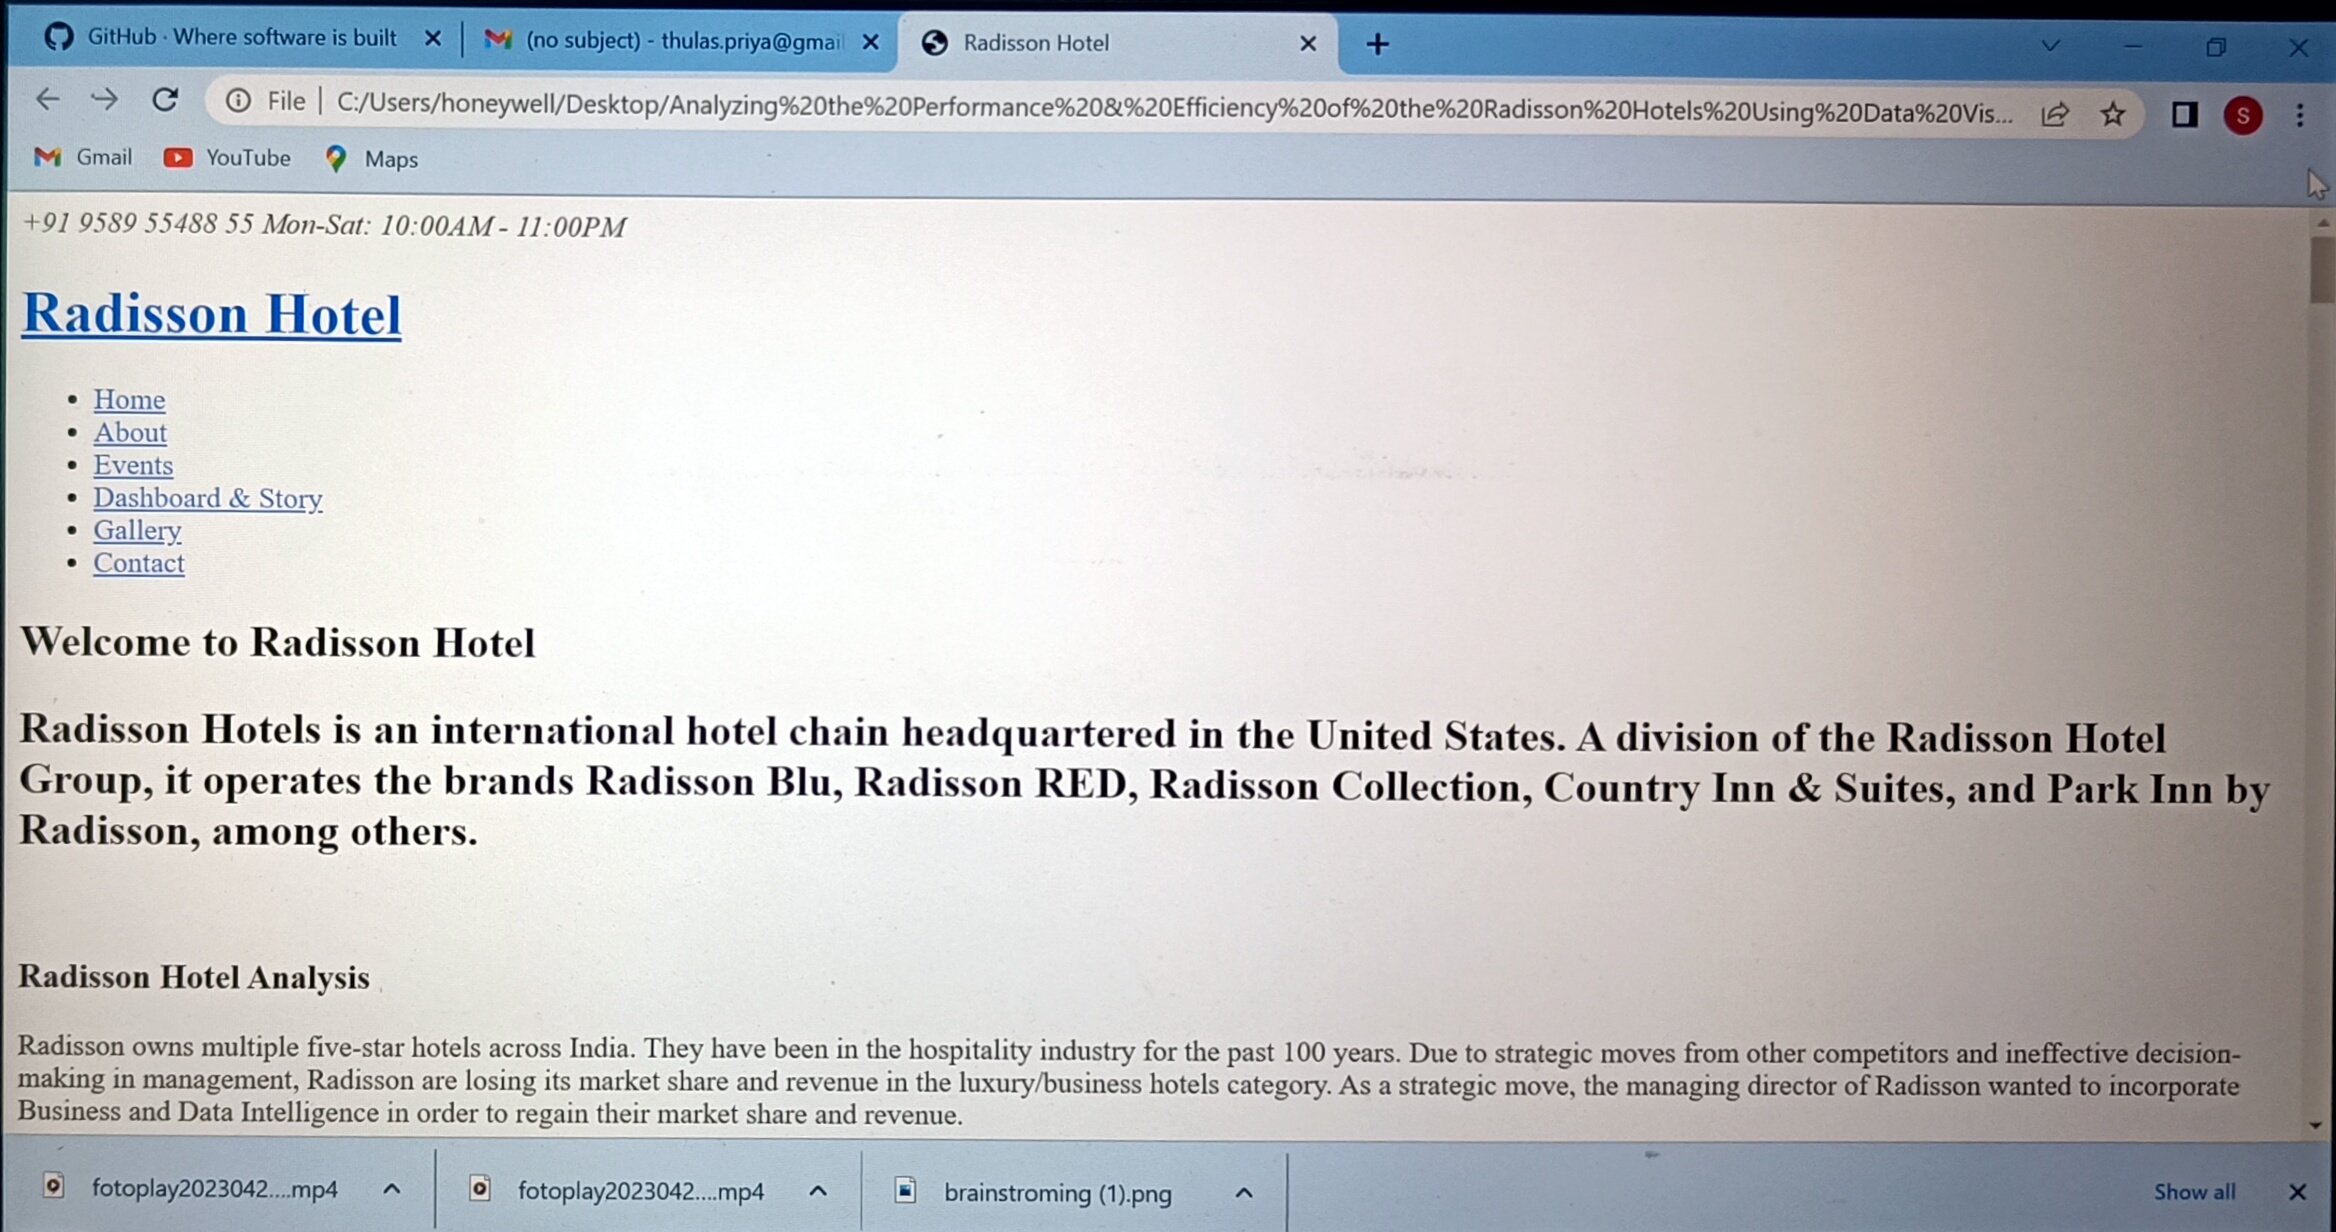 GitHub · Where software is built
(no subject) - thulas.priya@gmai
Radisson Hotel
File | C:/Users/honeywell/Desktop/Analyzing%20the%20Performance%20&%20Efficiency%20of%20the%20Radisson%20Hotels%20Using%20Data%20Vis...
S
Gmail YouTube Maps
+91 9589 55488 55 Mon-Sat: 10:00AM - 11:00PM
Radisson Hotel
• Home
• About
• Events
• Dashboard & Story
• Gallery
• Contact
Welcome to Radisson Hotel
Radisson Hotels is an international hotel chain headquartered in the United States. A division of the Radisson Hotel
Group, it operates the brands Radisson Blu, Radisson RED, Radisson Collection, Country Inn & Suites, and Park Inn by
Radisson, among others.
Radisson Hotel Analysis
Radisson owns multiple five-star hotels across India. They have been in the hospitality industry for the past 100 years. Due to strategic moves from other competitors and ineffective decision-
making in management, Radisson are losing its market share and revenue in the luxury/business hotels category. As a strategic move, the managing director of Radisson wanted to incorporate
Business and Data Intelligence in order to regain their market share and revenue.
fotoplay2023042....mp4
fotoplay2023042....mp4
brainstroming (1).png
Show all